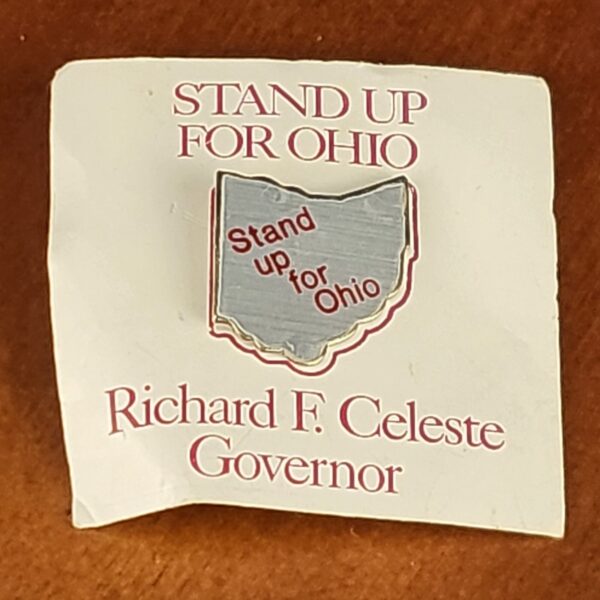 STAND UP
FOR OHIO
Stand
up
for
Ohio
Richard F. Celeste
Governor